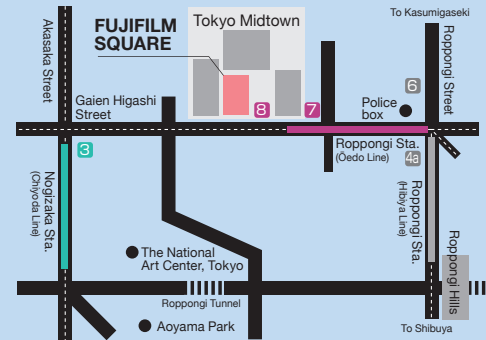 To Kasumigaseki
Tokyo Midtown
FUJIFILM
SQUARE
Akasaka Street
Roppongi Street
Gaien Higashi
Street
6
Police
box
8
7
3
Roppongi Sta.
(Ōedo Line)
4a
Nogizaka Sta.
(Chiyoda Line)
Roppongi Sta.
(Hibiya Line)
The National
Art Center, Tokyo
Roppongi Hills
Roppongi Tunnel
Aoyama Park
To Shibuya